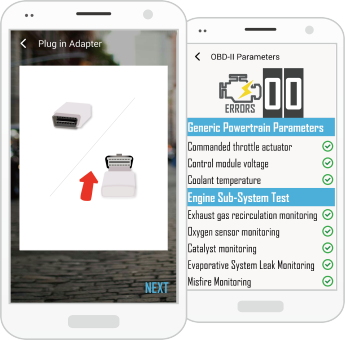 Plug in Adapter
NEXT
OBD-II Parameters
ERRORS
00
Generic Powertrain Parameters
Commanded throttle actuator
Control module voltage
Coolant temperature
Engine Sub-System Test
Exhaust gas recirculation monitoring
Oxygen sensor monitoring
Catalyst monitoring
Evaporative System Leak Monitoring
Misfire Monitoring